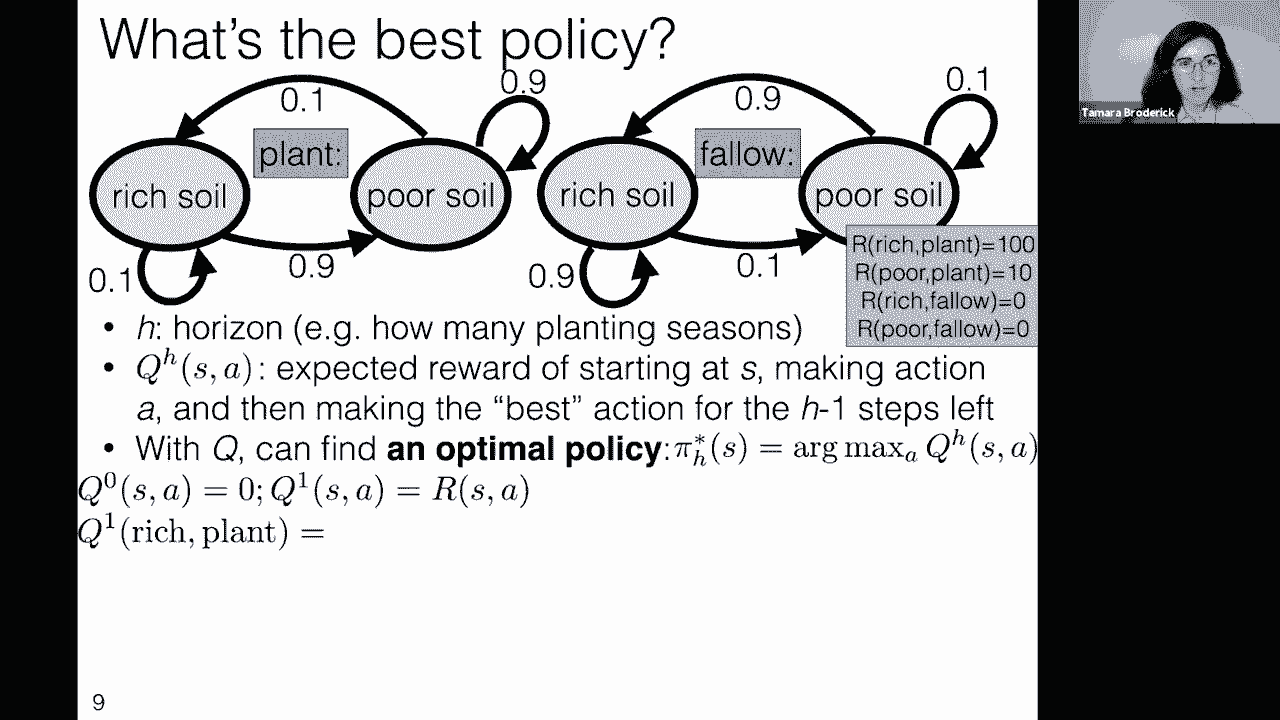 What's the best policy?
0.1
0.9
0.9
0.1
plant:
fallow:
rich soil
poor soil
rich soil
poor soil
0.1
0.9
0.9
0.1
R(rich,plant)=100
R(poor,plant)=10
R(rich,fallow)=0
R(poor,fallow)=0
• h: horizon (e.g. how many planting seasons)
• Q^h(s, a): expected reward of starting at s, making action
a, and then making the “best” action for the h-1 steps left
• With Q, can find an optimal policy: π*_h(s) = arg max_a Q^h(s, a)
Q^0(s, a) = 0; Q^1(s, a) = R(s, a)
Q^1(rich, plant) =
9
Tamara Broderick